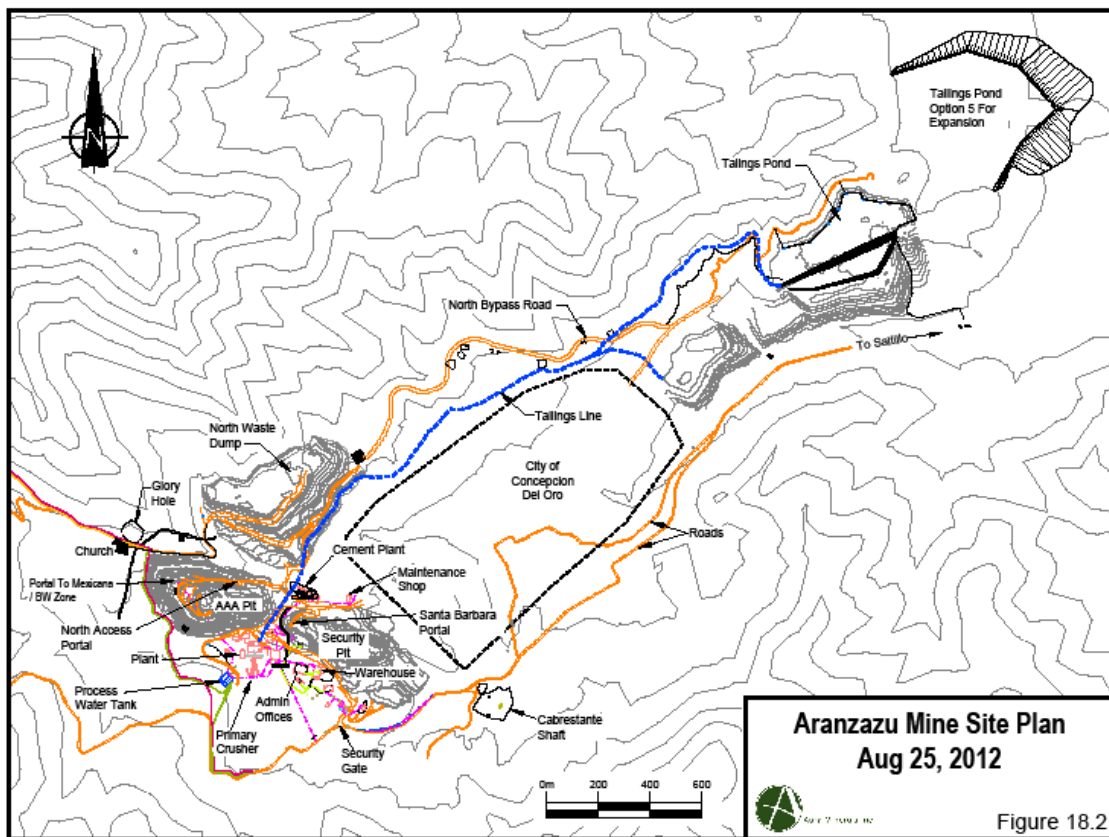 N
Tailings Pond
Option 5 For
Expansion
Tailings Pond
North Bypass Road
To Saltillo
Tailings Line
North Waste
Dump
City of
Concepcion
Del Oro
Glory
Hole
Roads
Church
Cement Plant
Maintenance
Shop
Portal To Mexicana
/ BW Zone
AAA Pit
Santa Barbara
Portal
North Access
Portal
Security
Pit
Plant
Warehouse
Process
Water Tank
Admin
Offices
Primary
Crusher
Cabrestante
Shaft
Security
Gate
0m 200 400 600
Aranzazu Mine Site Plan
Aug 25, 2012
Figure 18.2